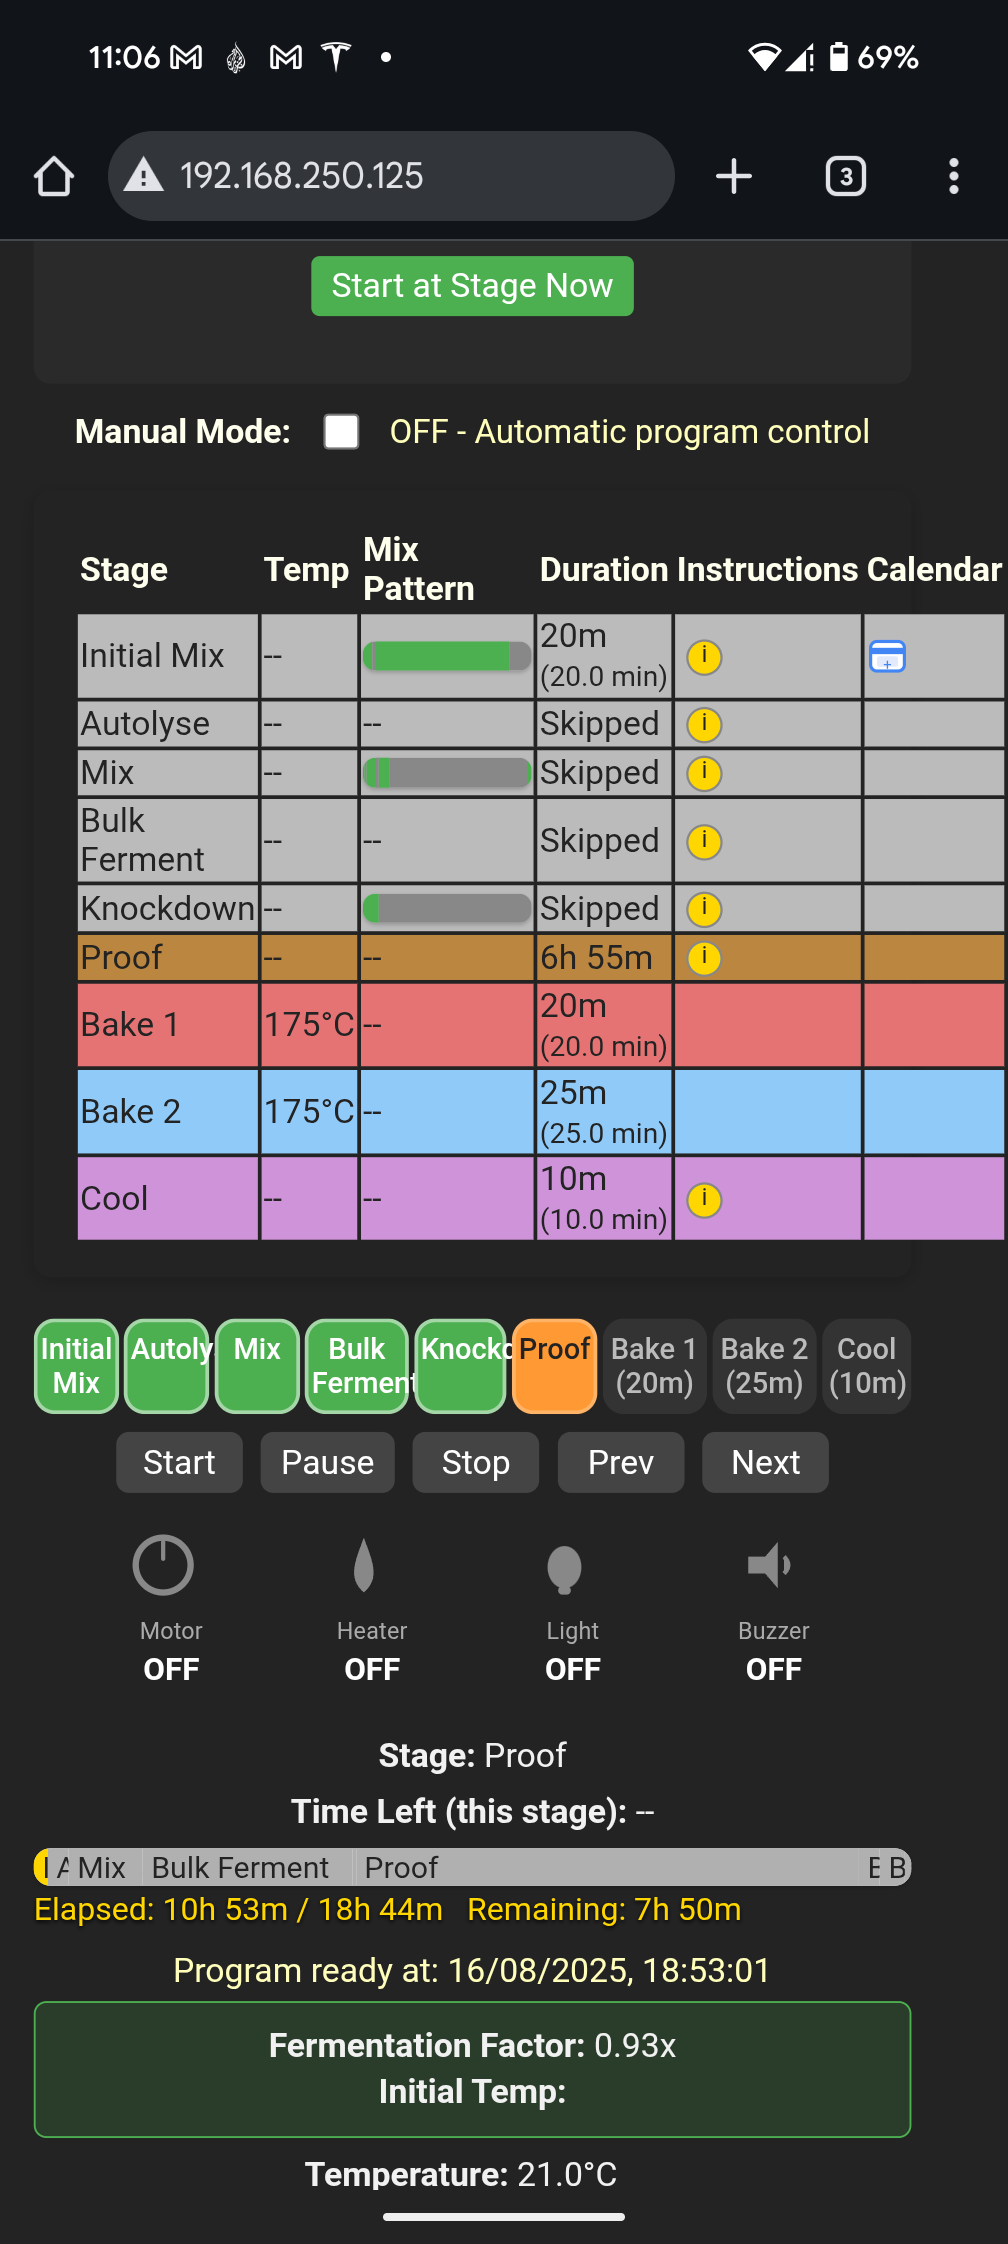 11:06 69%
192.168.250.125 3
Start at Stage Now
Manual Mode: OFF - Automatic program control
Stage Temp Mix Pattern Duration Instructions Calendar
Initial Mix -- 20m (20.0 min) i +
Autolyse -- -- Skipped i
Mix -- Skipped i
Bulk Ferment -- -- Skipped i
Knockdown -- Skipped i
Proof -- -- 6h 55m i
Bake 1 175°C -- 20m (20.0 min)
Bake 2 175°C -- 25m (25.0 min)
Cool -- -- 10m (10.0 min) i
Initial Mix Autoly Mix Bulk Ferment Knockd Proof Bake 1 (20m) Bake 2 (25m) Cool (10m)
Start Pause Stop Prev Next
Motor Heater Light Buzzer
OFF OFF OFF OFF
Stage: Proof
Time Left (this stage): --
I A Mix Bulk Ferment Proof B B
Elapsed: 10h 53m / 18h 44m Remaining: 7h 50m
Program ready at: 16/08/2025, 18:53:01
Fermentation Factor: 0.93x
Initial Temp:
Temperature: 21.0°C